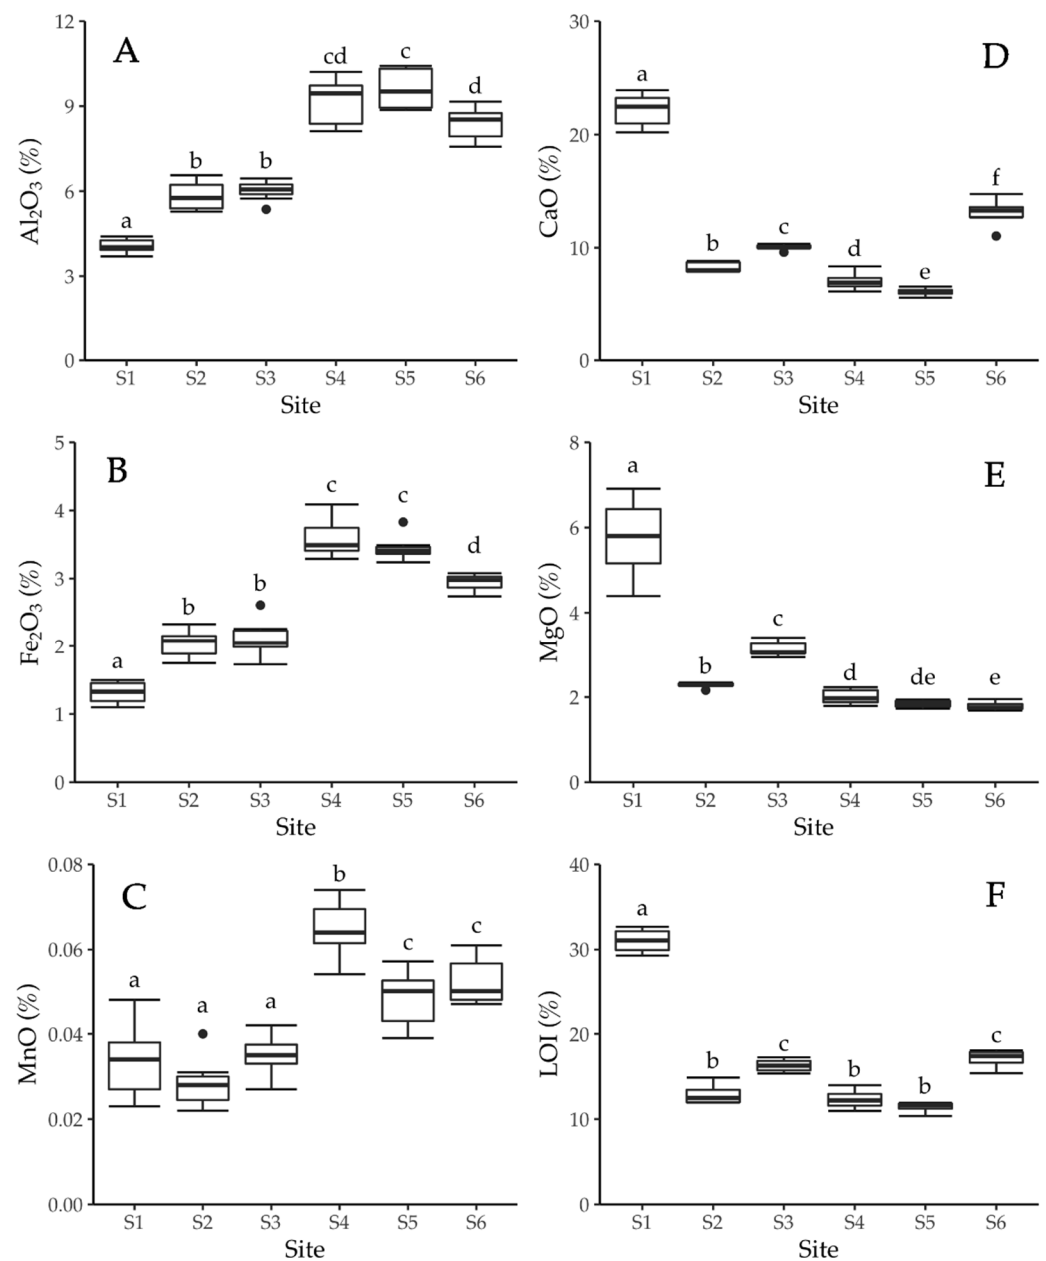 A
Al₂O₃ (%)
12
9
6
3
0
a
b
b
cd
c
d
S1 S2 S3 S4 S5 S6
Site
D
CaO (%)
30
20
10
0
a
b
c
d
e
f
S1 S2 S3 S4 S5 S6
Site
B
Fe₂O₃ (%)
5
4
3
2
1
0
a
b
b
c
c
d
S1 S2 S3 S4 S5 S6
Site
E
MgO (%)
8
6
4
2
0
a
b
c
d
de
e
S1 S2 S3 S4 S5 S6
Site
C
MnO (%)
0.08
0.06
0.04
0.02
0.00
a
a
a
b
c
c
S1 S2 S3 S4 S5 S6
Site
F
LOI (%)
40
30
20
10
0
a
b
c
b
b
c
S1 S2 S3 S4 S5 S6
Site